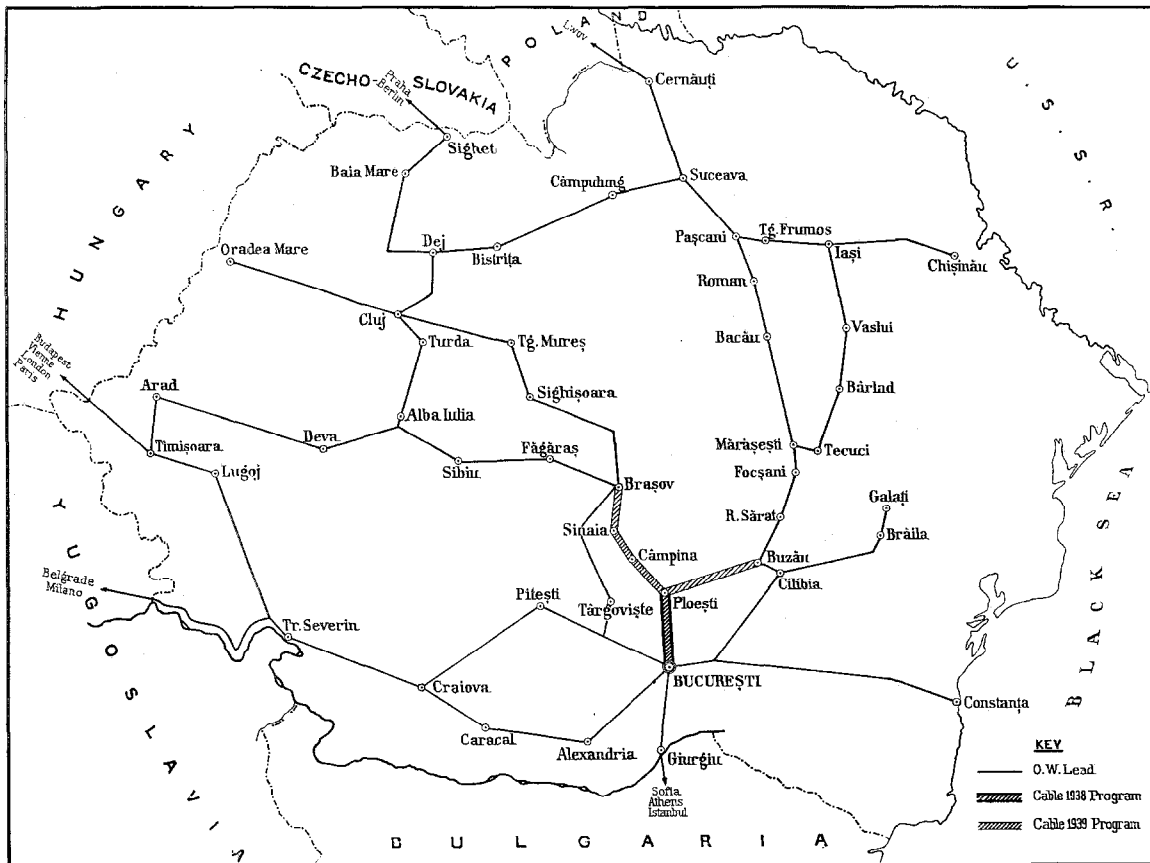 POLAND
U.S.S.R.
CZECHO-SLOVAKIA
HUNGARY
YUGOSLAVIA
BULGARIA
BLACK SEA
Lwow
Cernăuți
Praha
Berlin
Sighet
Baia Mare
Câmpulung
Suceava
Oradea Mare
Dej
Bistrița
Pașcani
Tg. Frumos
Iași
Chișinău
Roman
Cluj
Turda
Tg. Mureș
Bacău
Vaslui
Budapest
Vienne
London
Paris
Arad
Sighișoara
Bârlad
Alba Iulia
Deva
Timișoara
Lugoj
Sibiu
Făgăraș
Mărășești
Tecuci
Focșani
Brașov
Galați
R. Sărat
Brăila
Sinaia
Câmpina
Buzău
Cilibia
Belgrade
Milano
Pitești
Târgoviște
Ploești
Tr. Severin
BUCUREȘTI
Craiova
Constanța
Caracal
Alexandria
Giurgiu
Sofia
Athens
Istanbul
KEY
O.W. Lead
Cable 1938 Program
Cable 1939 Program